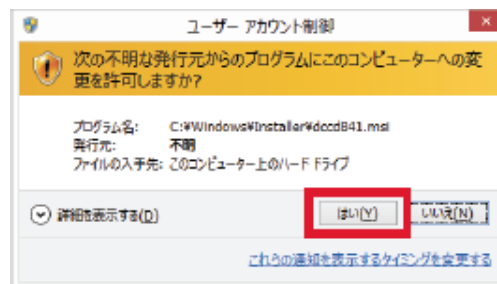 ユーザー アカウント制御
次の不明な発行元からのプログラムにこのコンピューターへの変
更を許可しますか?
プログラム名: C:¥Windows¥Installer¥dccd841.msi
発行元: 不明
ファイルの入手先: このコンピューター上のハード ドライブ
詳細を表示する(D)
はい(Y) いいえ(N)
これらの通知を表示するタイミングを変更する